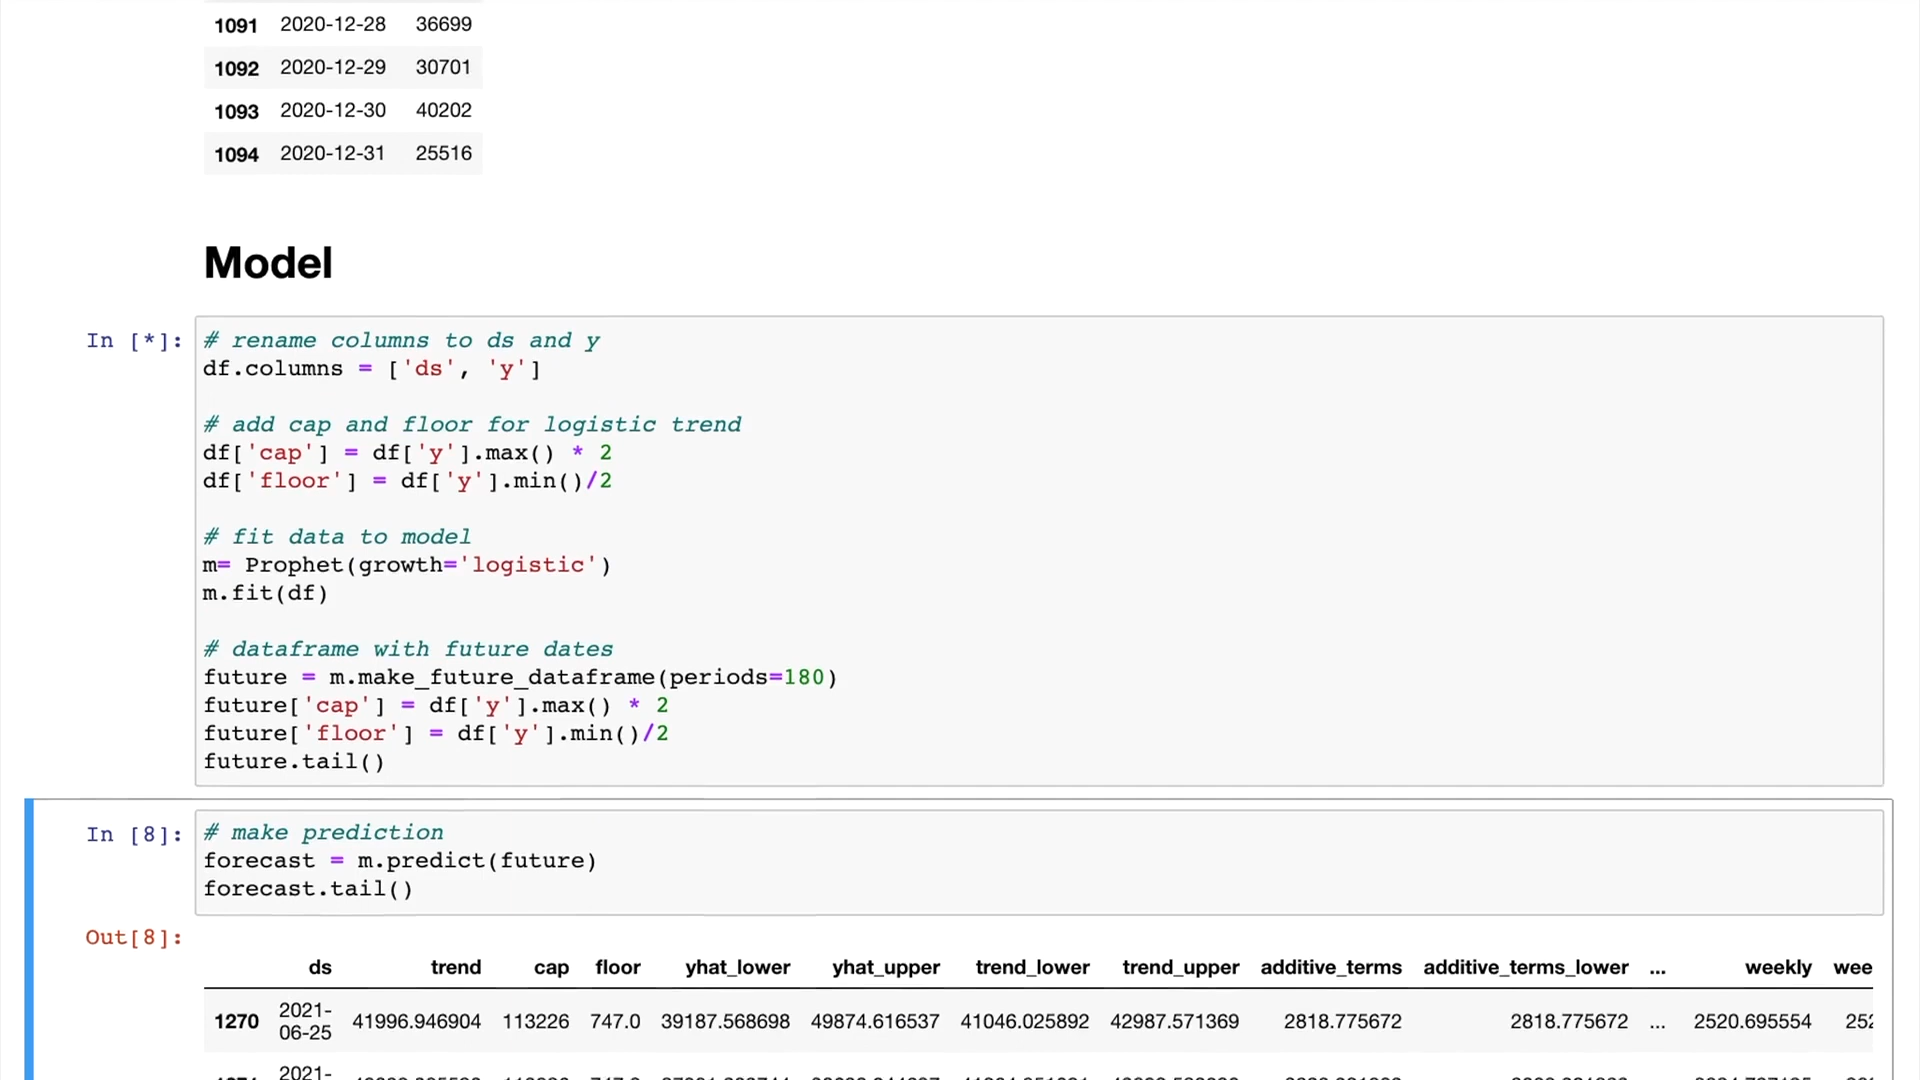 1091 2020-12-28 36699
1092 2020-12-29 30701
1093 2020-12-30 40202
1094 2020-12-31 25516
Model
In [*]: # rename columns to ds and y
df.columns = ['ds', 'y']
# add cap and floor for logistic trend
df['cap'] = df['y'].max() * 2
df['floor'] = df['y'].min()/2
# fit data to model
m= Prophet(growth='logistic')
m.fit(df)
# dataframe with future dates
future = m.make_future_dataframe(periods=180)
future['cap'] = df['y'].max() * 2
future['floor'] = df['y'].min()/2
future.tail()
In [8]: # make prediction
forecast = m.predict(future)
forecast.tail()
Out[8]:
ds trend cap floor yhat_lower yhat_upper trend_lower trend_upper additive_terms additive_terms_lower ... weekly wee
1270 2021-06-25 41996.946904 113226 747.0 39187.568698 49874.616537 41046.025892 42987.571369 2818.775672 2818.775672 ... 2520.695554 252
2021-